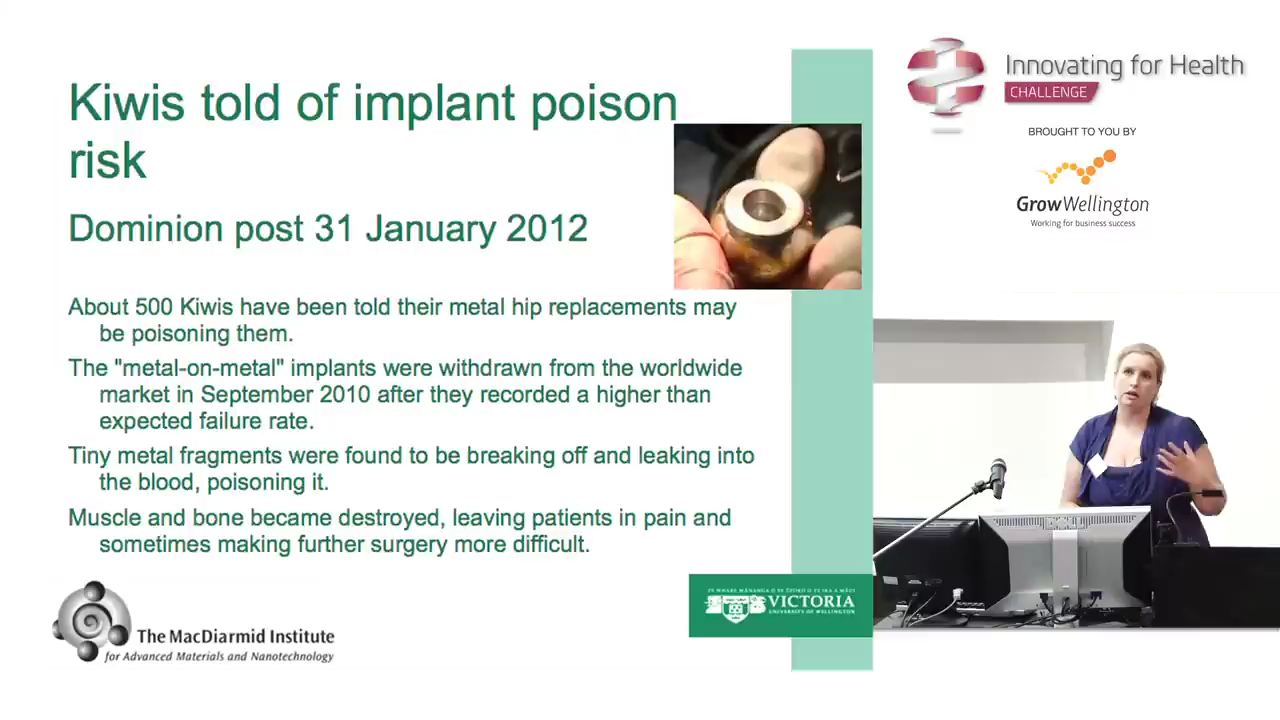 Kiwis told of implant poison
risk
Dominion post 31 January 2012
About 500 Kiwis have been told their metal hip replacements may
be poisoning them.
The "metal-on-metal" implants were withdrawn from the worldwide
market in September 2010 after they recorded a higher than
expected failure rate.
Tiny metal fragments were found to be breaking off and leaking into
the blood, poisoning it.
Muscle and bone became destroyed, leaving patients in pain and
sometimes making further surgery more difficult.
The MacDiarmid Institute
for Advanced Materials and Nanotechnology
VICTORIA
UNIVERSITY OF WELLINGTON
Innovating for Health
CHALLENGE
BROUGHT TO YOU BY
GrowWellington
Working for business success